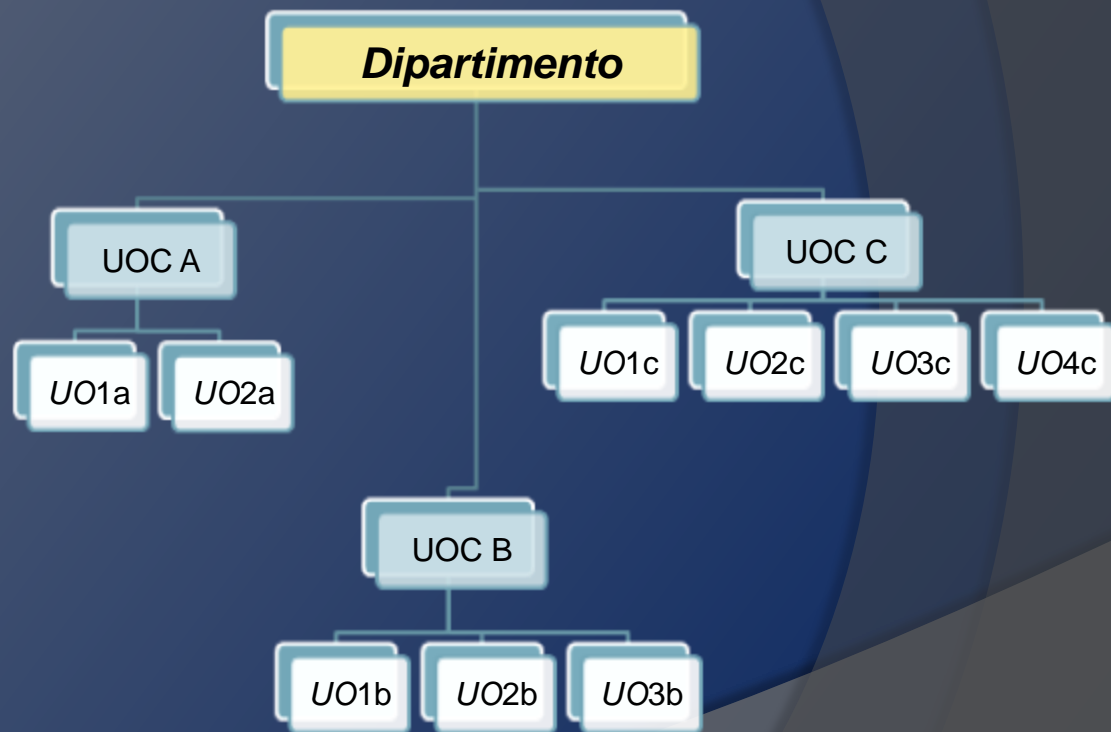 Dipartimento
UOC A
UOC C
UO1a
UO2a
UO1c
UO2c
UO3c
UO4c
UOC B
UO1b
UO2b
UO3b